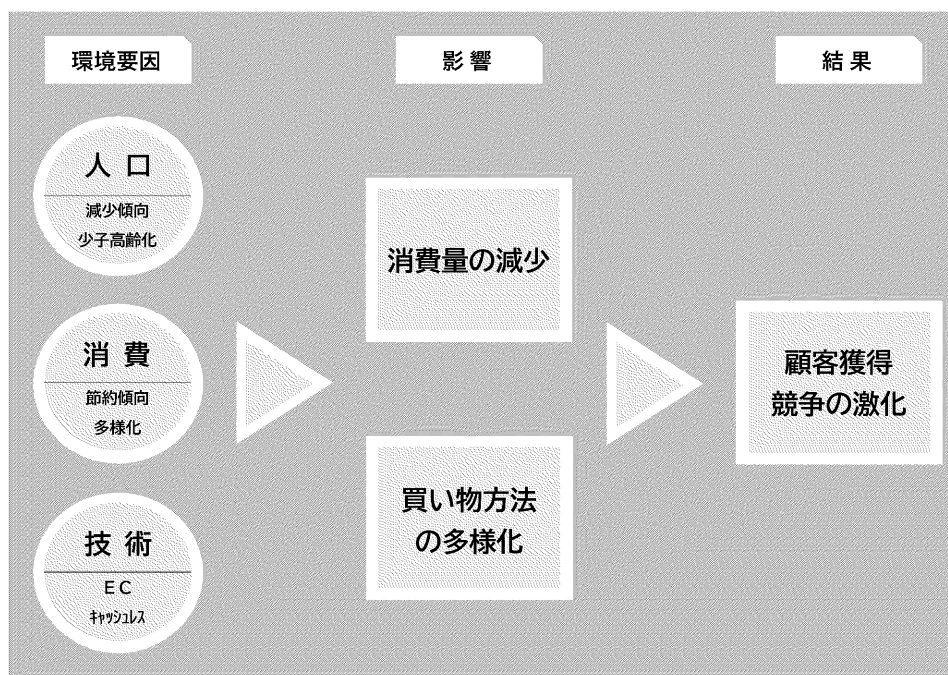 環境要因
影響
結果
人口
減少傾向
少子高齢化
消費
節約傾向
多様化
技術
EC
ｷｬｯｼｭﾚｽ
消費量の減少
買い物方法
の多様化
顧客獲得
競争の激化